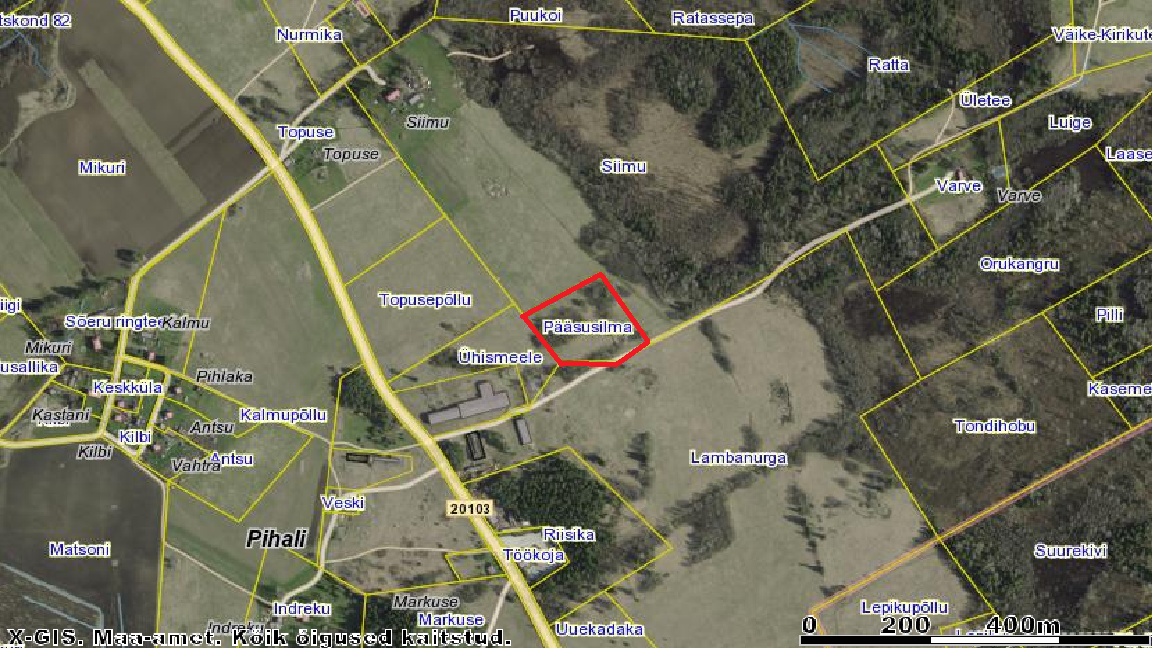 tskond 82
Puukoi
Ratassepa
Nurmika
Väike-Kirikute
Ratta
Ületee
Siimu
Luige
Topuse
Topuse
Laase
Mikuri
Siimu
Varve
Varve
Orukangru
Topusepõllu
iigi
Sõeru ringtee
Kalmu
Pääsusilma
Pilli
Mikuri
Ühismeele
usallika
Pihlaka
Keskküla
Kaseme
Kastani
Kalmupõllu
Antsu
Tondihobu
Kilbi
Kilbi
Vahtra
Antsu
Lambanurga
Veski
20103
Pihali
Riisika
Töökoja
Matsoni
Suurekivi
Markuse
Indreku
Lepikupõllu
Markuse
Indreku
Uuekadaka
X-GIS. Maa-amet. Kõik õigused kaitstud.
0 200 400m